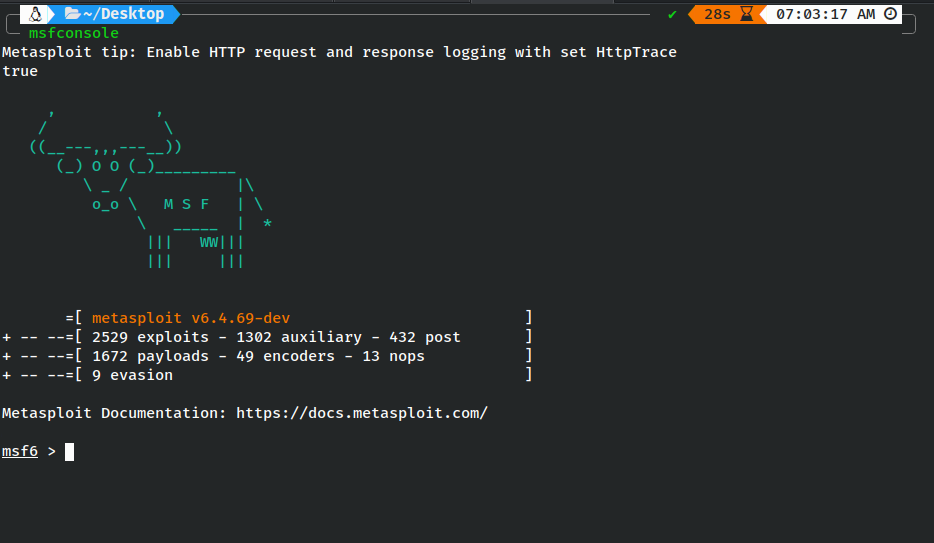 ~/Desktop ✔ 28s 07:03:17 AM
msfconsole
Metasploit tip: Enable HTTP request and response logging with set HttpTrace
true
     ,           ,
    /             \
   ((__---,,,---__))
      (_) O O (_)_________
         \ _ /            |\
          o_o \   M S F   | \
               \   _____  |  *
                |||   WW|||
                |||     |||
       =[ metasploit v6.4.69-dev                          ]
+ -- --=[ 2529 exploits - 1302 auxiliary - 432 post       ]
+ -- --=[ 1672 payloads - 49 encoders - 13 nops           ]
+ -- --=[ 9 evasion                                       ]
Metasploit Documentation: https://docs.metasploit.com/
msf6 >